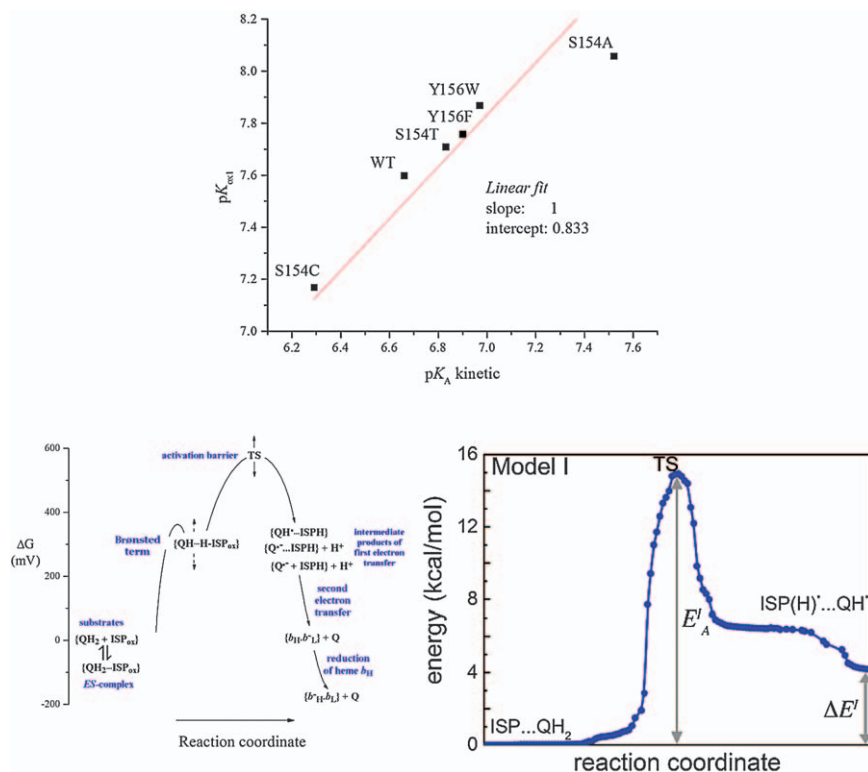 8.2
8.0
7.8
7.6
7.4
7.2
7.0
pKox1
S154A
Y156W
Y156F
S154T
WT
S154C
Linear fit
slope: 1
intercept: 0.833
6.2 6.4 6.6 6.8 7.0 7.2 7.4 7.6
pKA kinetic
600
400
200
0
-200
ΔG
(mV)
activation barrier
TS
Brønsted
term
{QH--H-ISPox}
substrates
{QH2 + ISPox}
{QH2--ISPox}
ES-complex
{QH•--ISPH}
{Q•-...ISPH} + H+
{Q•- + ISPH} + H+
intermediate
products of
first electron
transfer
second
electron
transfer
{bH.b-L} + Q
reduction
of heme bH
{b-H.bL} + Q
Reaction coordinate
16
12
8
4
0
energy (kcal/mol)
Model I
TS
E^I_A
ISP(H)•...QH•
ΔE^I
ISP...QH2
reaction coordinate